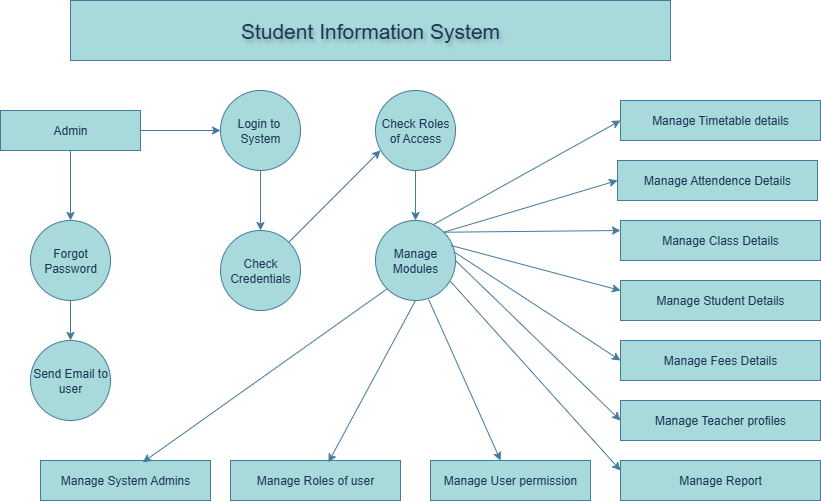 Student Information System
Admin
Login to
System
Check Roles
of Access
Manage Timetable details
Manage Attendence Details
Manage Class Details
Forgot
Password
Check
Credentials
Manage
Modules
Manage Student Details
Manage Fees Details
Send Email to
user
Manage Teacher profiles
Manage System Admins
Manage Roles of user
Manage User permission
Manage Report